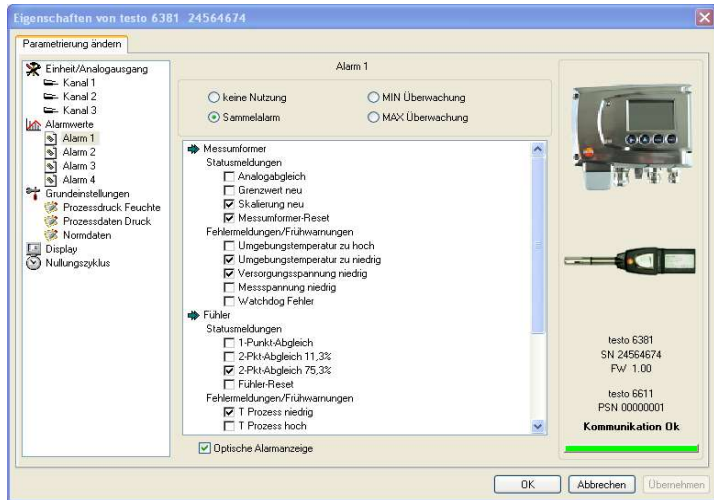 Eigenschaften von testo 6381 24564674
Parametrierung ändern
Einheit/Analogausgang
Kanal 1
Kanal 2
Kanal 3
Alarmwerte
Alarm 1
Alarm 2
Alarm 3
Alarm 4
Grundeinstellungen
Prozessdruck Feuchte
Prozessdaten Druck
Normdaten
Display
Nullungszyklus
Alarm 1
keine Nutzung
MIN Überwachung
Sammelalarm
MAX Überwachung
Messumformer
Statusmeldungen
Analogabgleich
Grenzwert neu
Skalierung neu
Messumformer-Reset
Fehlermeldungen/Frühwarnungen
Umgebungstemperatur zu hoch
Umgebungstemperatur zu niedrig
Versorgungsspannung niedrig
Messspannung niedrig
Watchdog Fehler
Fühler
Statusmeldungen
1-Punkt-Abgleich
2-Pkt-Abgleich 11,3%
2-Pkt-Abgleich 75,3%
Fühler-Reset
Fehlermeldungen/Frühwarnungen
T Prozess niedrig
T Prozess hoch
Optische Alarmanzeige
testo 6381
SN 24564674
FW 1.00
testo 6611
PSN 00000001
Kommunikation Ok
OK
Abbrechen
Übernehmen